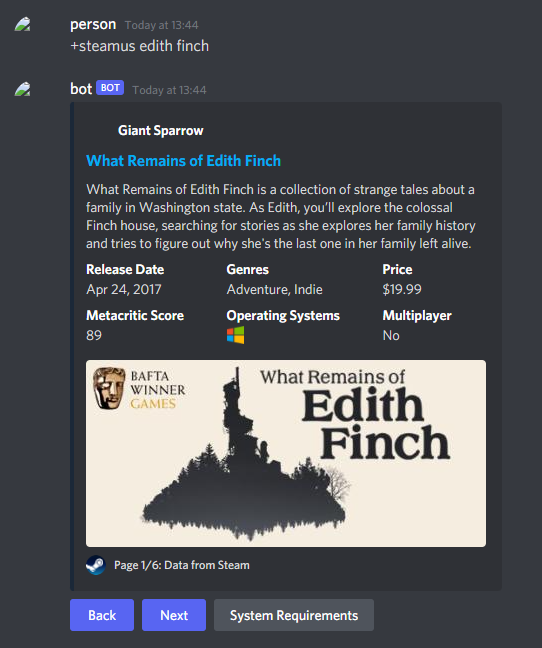 person Today at 13:44
+steamus edith finch
bot BOT Today at 13:44
Giant Sparrow
What Remains of Edith Finch
What Remains of Edith Finch is a collection of strange tales about a
family in Washington state. As Edith, you'll explore the colossal
Finch house, searching for stories as she explores her family history
and tries to figure out why she's the last one in her family left alive.
Release Date Genres Price
Apr 24, 2017 Adventure, Indie $19.99
Metacritic Score Operating Systems Multiplayer
89 No
BAFTA
WINNER
GAMES
What Remains of
Edith
Finch
Page 1/6: Data from Steam
Back Next System Requirements